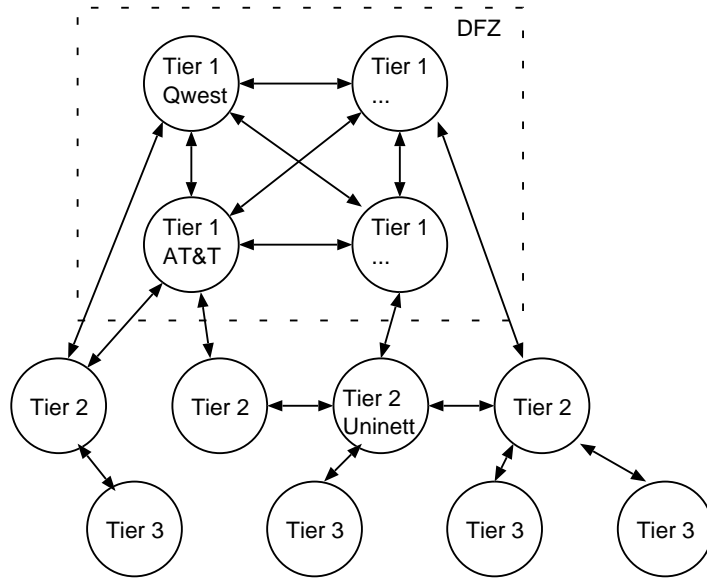 DFZ
Tier 1
Qwest
Tier 1
...
Tier 1
AT&T
Tier 1
...
Tier 2
Tier 2
Tier 2
Uninett
Tier 2
Tier 3
Tier 3
Tier 3
Tier 3